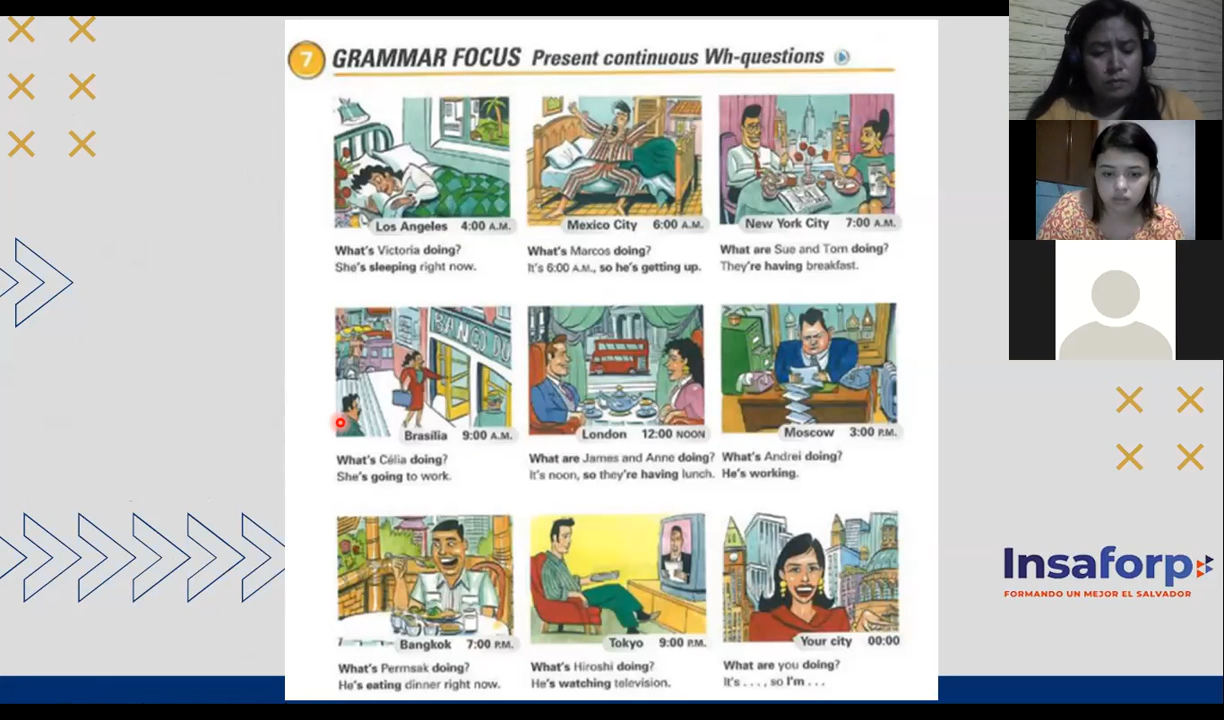 7 GRAMMAR FOCUS Present continuous Wh-questions
Los Angeles 4:00 A.M.
What's Victoria doing?
She's sleeping right now.
Mexico City 6:00 A.M.
What's Marcos doing?
It's 6:00 A.M., so he's getting up.
New York City 7:00 A.M.
What are Sue and Tom doing?
They're having breakfast.
BANCO DO
Brasília 9:00 A.M.
What's Célia doing?
She's going to work.
London 12:00 NOON
What are James and Anne doing?
It's noon, so they're having lunch.
Moscow 3:00 P.M.
What's Andrei doing?
He's working.
Bangkok 7:00 P.M.
What's Permsak doing?
He's eating dinner right now.
Tokyo 9:00 P.M.
What's Hiroshi doing?
He's watching television.
Your city 00:00
What are you doing?
It's . . . , so I'm . . .
Insaforp
FORMANDO UN MEJOR EL SALVADOR